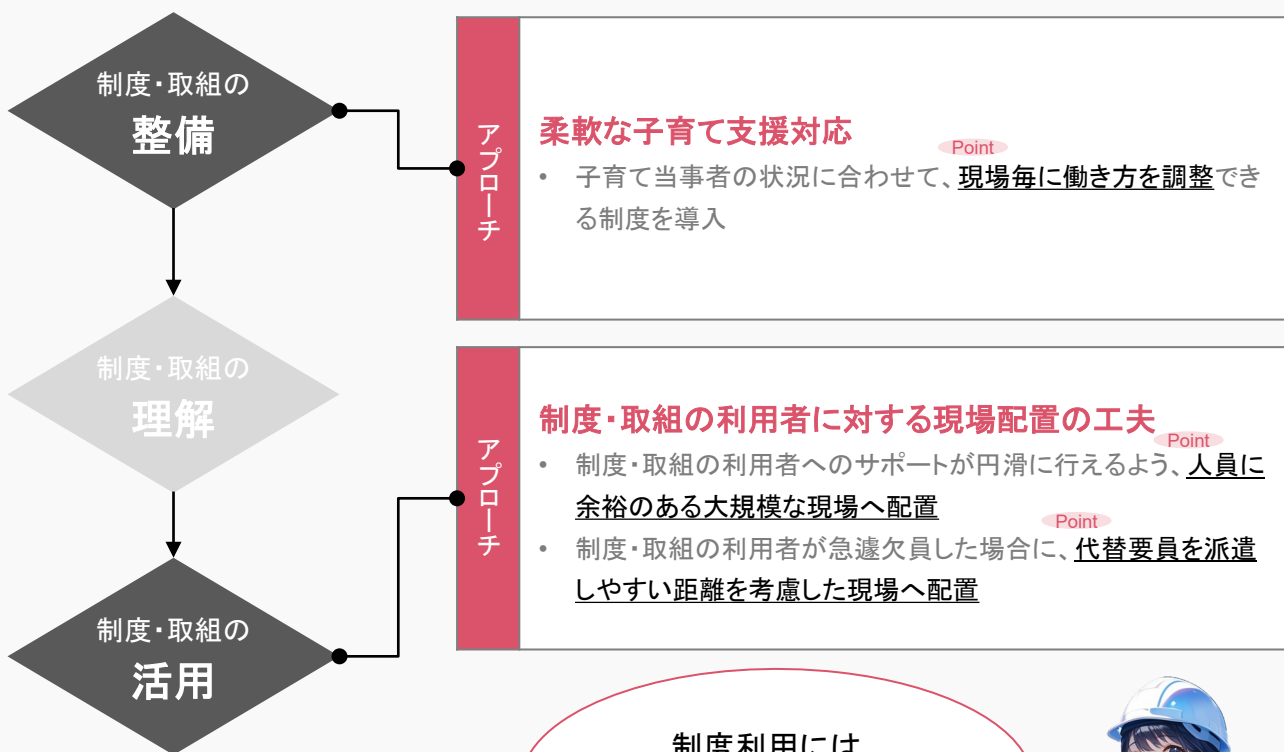 制度・取組の
整備
アプローチ
柔軟な子育て支援対応
Point
• 子育て当事者の状況に合わせて、現場毎に働き方を調整でき
る制度を導入
制度・取組の
理解
アプローチ
制度・取組の利用者に対する現場配置の工夫
Point
• 制度・取組の利用者へのサポートが円滑に行えるよう、人員に
余裕のある大規模な現場へ配置
Point
• 制度・取組の利用者が急遽欠員した場合に、代替要員を派遣
しやすい距離を考慮した現場へ配置
制度・取組の
活用
制度利用には